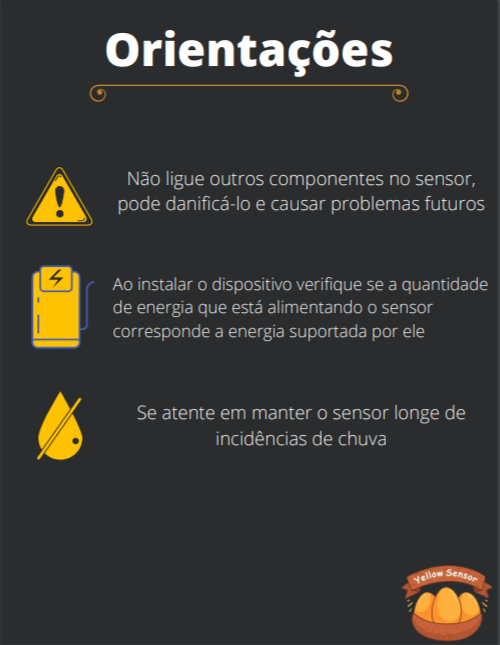 Orientações
Não ligue outros componentes no sensor,
pode danificá-lo e causar problemas futuros
Ao instalar o dispositivo verifique se a quantidade
de energia que está alimentando o sensor
corresponde a energia suportada por ele
Se atente em manter o sensor longe de
incidências de chuva
Yellow Sensor